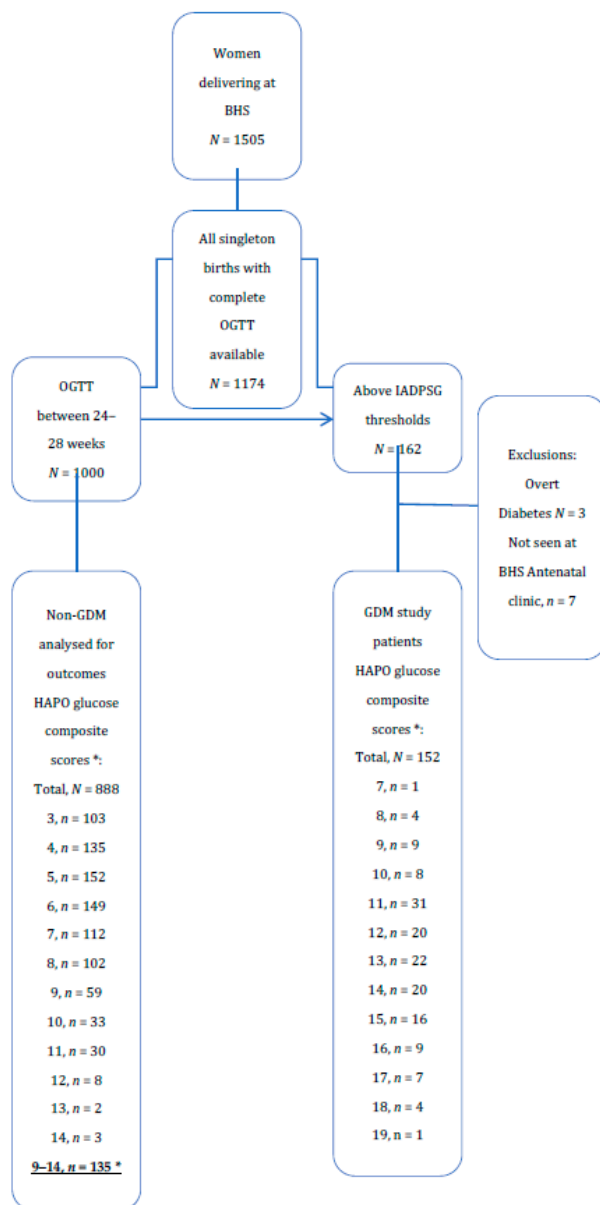 Women
delivering at
BHS
N = 1505
All singleton
births with
complete
OGTT
available
N = 1174
OGTT
between 24–
28 weeks
N = 1000
Above IADPSG
thresholds
N = 162
Exclusions:
Overt
Diabetes N = 3
Not seen at
BHS Antenatal
clinic, n = 7
Non-GDM
analysed for
outcomes
HAPO glucose
composite
scores *:
Total, N = 888
3, n = 103
4, n = 135
5, n = 152
6, n = 149
7, n = 112
8, n = 102
9, n = 59
10, n = 33
11, n = 30
12, n = 8
13, n = 2
14, n = 3
9–14, n = 135 *
GDM study
patients
HAPO glucose
composite
scores *:
Total, N = 152
7, n = 1
8, n = 4
9, n = 9
10, n = 8
11, n = 31
12, n = 20
13, n = 22
14, n = 20
15, n = 16
16, n = 9
17, n = 7
18, n = 4
19, n = 1